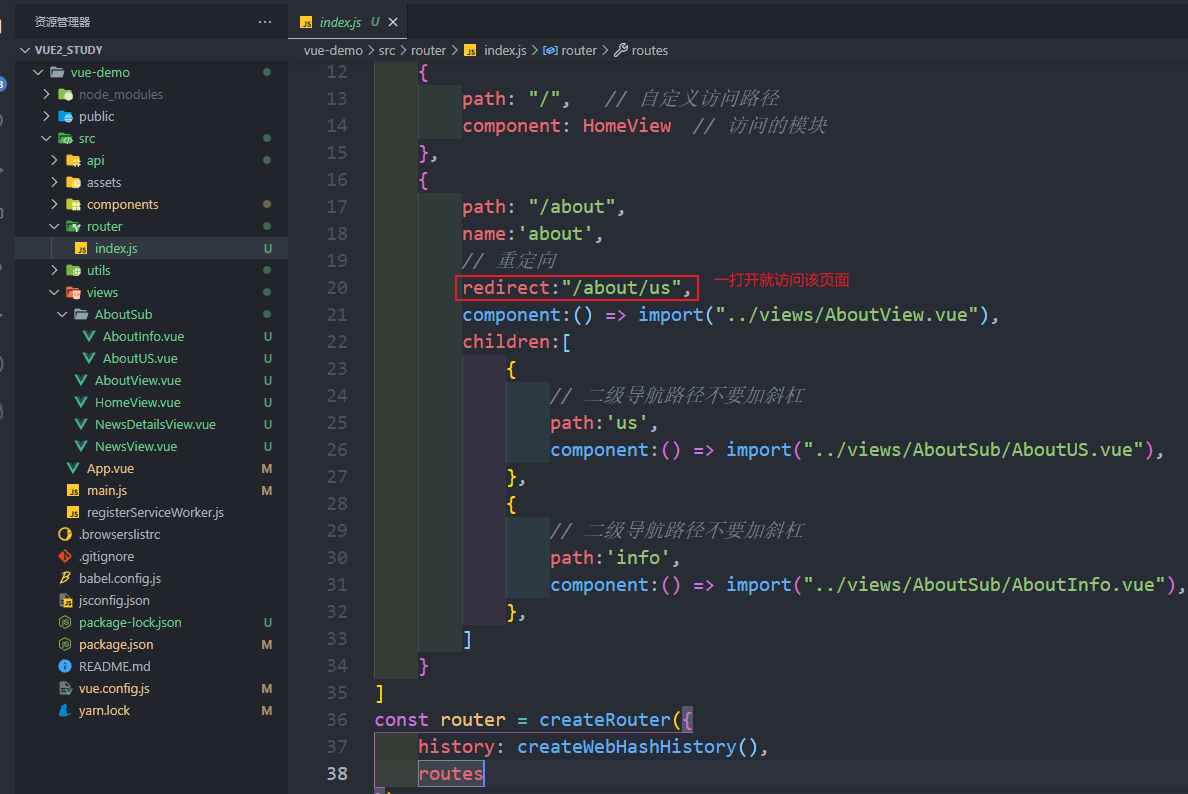 资源管理器
VUE2_STUDY
vue-demo
node_modules
public
src
api
assets
components
router
index.js U
utils
views
AboutSub
AboutInfo.vue U
AboutUS.vue U
AboutView.vue U
HomeView.vue U
NewsDetailsView.vue U
NewsView.vue U
App.vue M
main.js M
registerServiceWorker.js
.browserslistrc
.gitignore
babel.config.js
jsconfig.json
package-lock.json U
package.json M
README.md
vue.config.js M
yarn.lock M
index.js U
vue-demo > src > router > index.js > router > routes
12 {
13 path: "/", // 自定义访问路径
14 component: HomeView // 访问的模块
15 },
16 {
17 path: "/about",
18 name:'about',
19 // 重定向
20 redirect:"/about/us", 一打开就访问该页面
21 component:() => import("../views/AboutView.vue"),
22 children:[
23 {
24 // 二级导航路径不要加斜杠
25 path:'us',
26 component:() => import("../views/AboutSub/AboutUS.vue"),
27 },
28 {
29 // 二级导航路径不要加斜杠
30 path:'info',
31 component:() => import("../views/AboutSub/AboutInfo.vue"),
32 },
33 ]
34 }
35 ]
36 const router = createRouter({
37 history: createWebHashHistory(),
38 routes